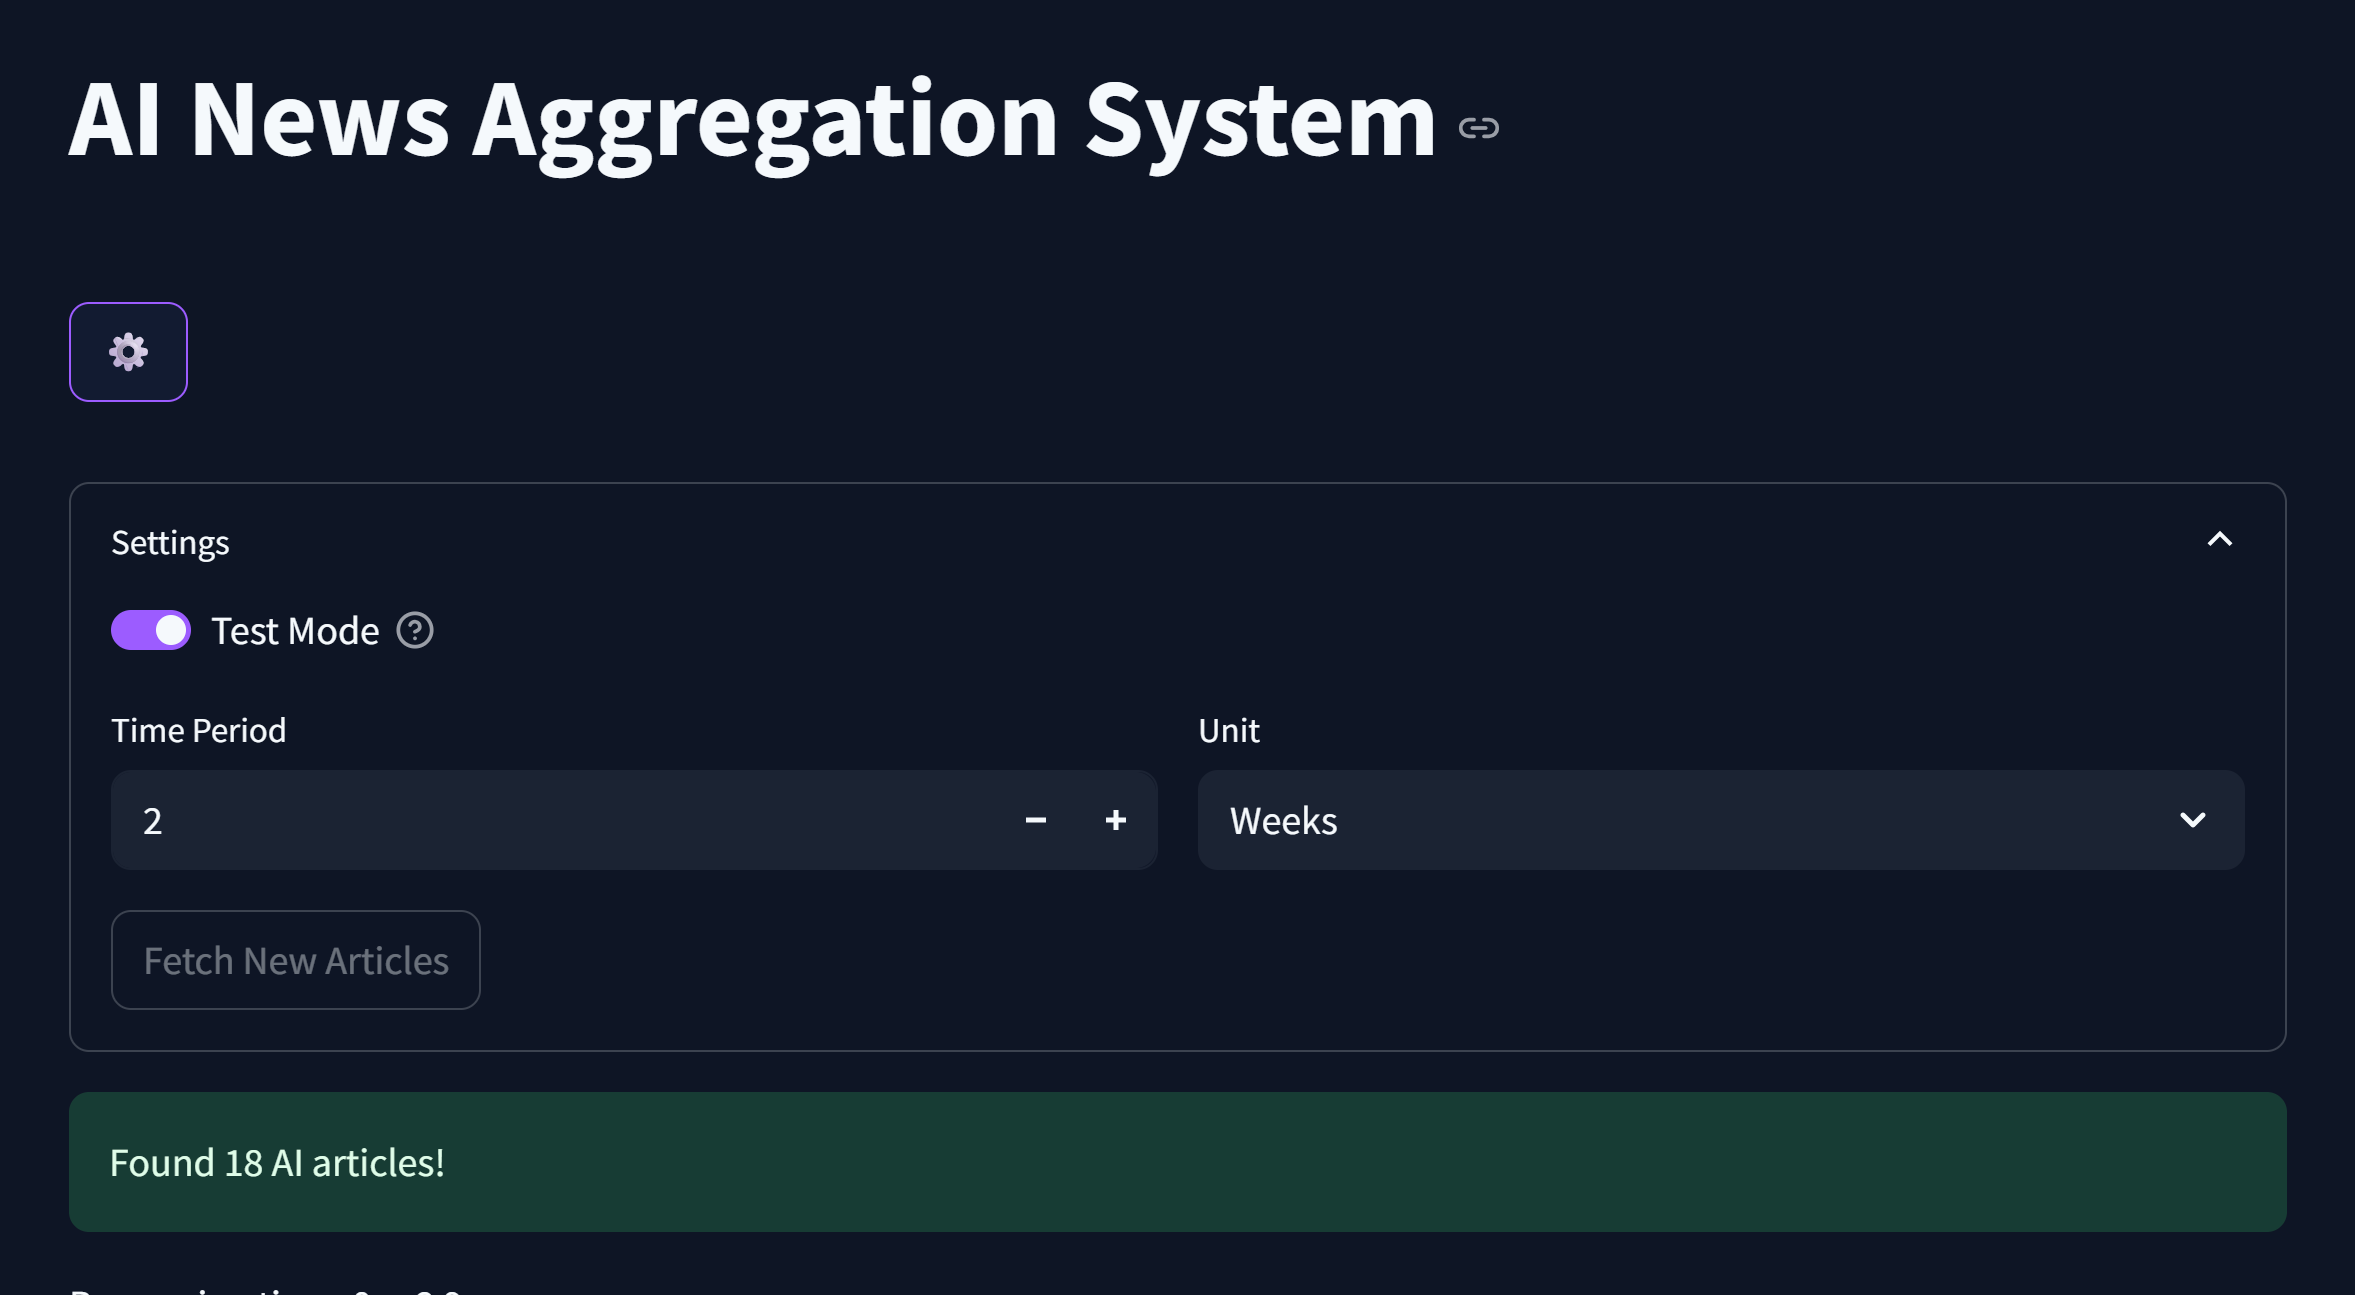 AI News Aggregation System
Settings
Test Mode
Time Period
Unit
2
Weeks
Fetch New Articles
Found 18 AI articles!